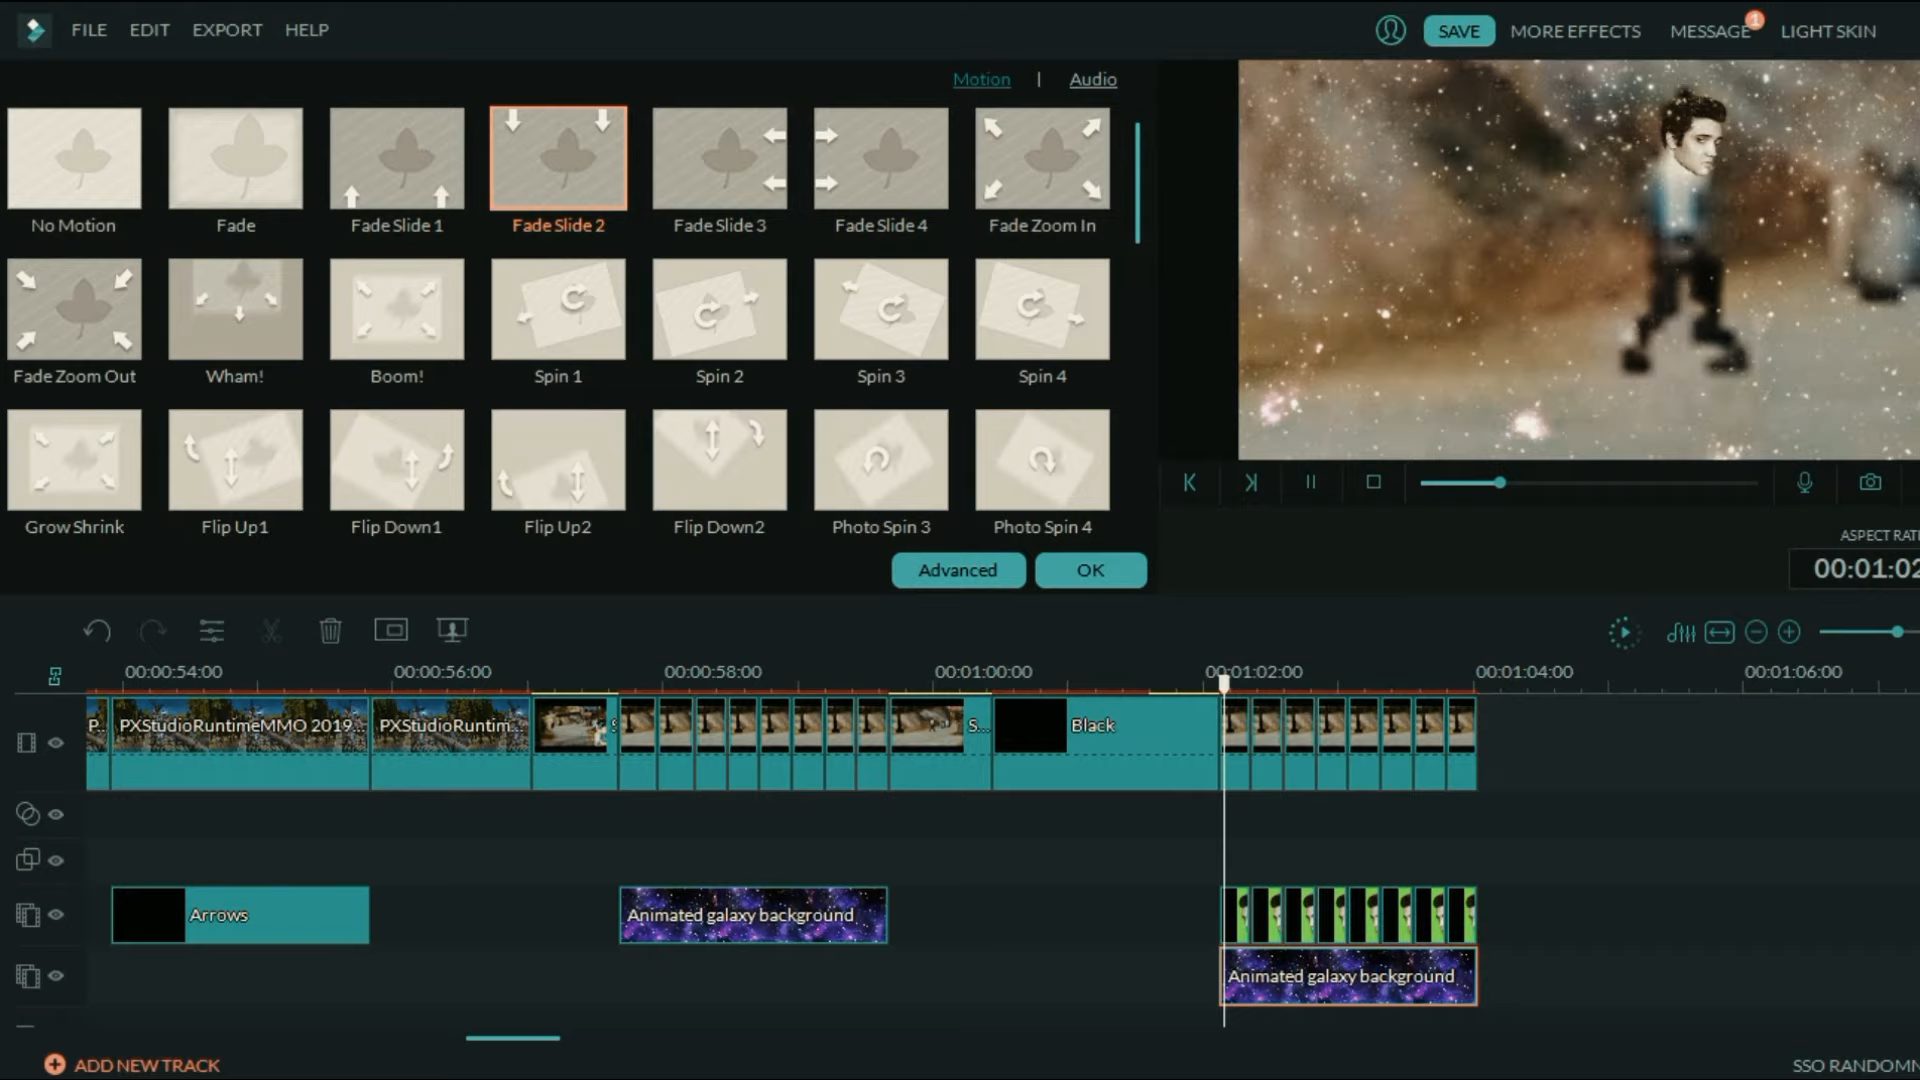 FILE EDIT EXPORT HELP SAVE MORE EFFECTS MESSAGE 1 LIGHT SKIN
Motion | Audio
No Motion Fade Fade Slide 1 Fade Slide 2 Fade Slide 3 Fade Slide 4 Fade Zoom In
Fade Zoom Out Wham! Boom! Spin 1 Spin 2 Spin 3 Spin 4
Grow Shrink Flip Up1 Flip Down1 Flip Up2 Flip Down2 Photo Spin 3 Photo Spin 4
ASPECT RATI
Advanced OK 00:01:02
00:00:54:00 00:00:56:00 00:00:58:00 00:01:00:00 00:01:02:00 00:01:04:00 00:01:06:00
P... PXStudioRuntimeMMO 2019... PXStudioRuntim... S S... Black
Arrows Animated galaxy background
Animated galaxy background
ADD NEW TRACK SSO RANDOMN